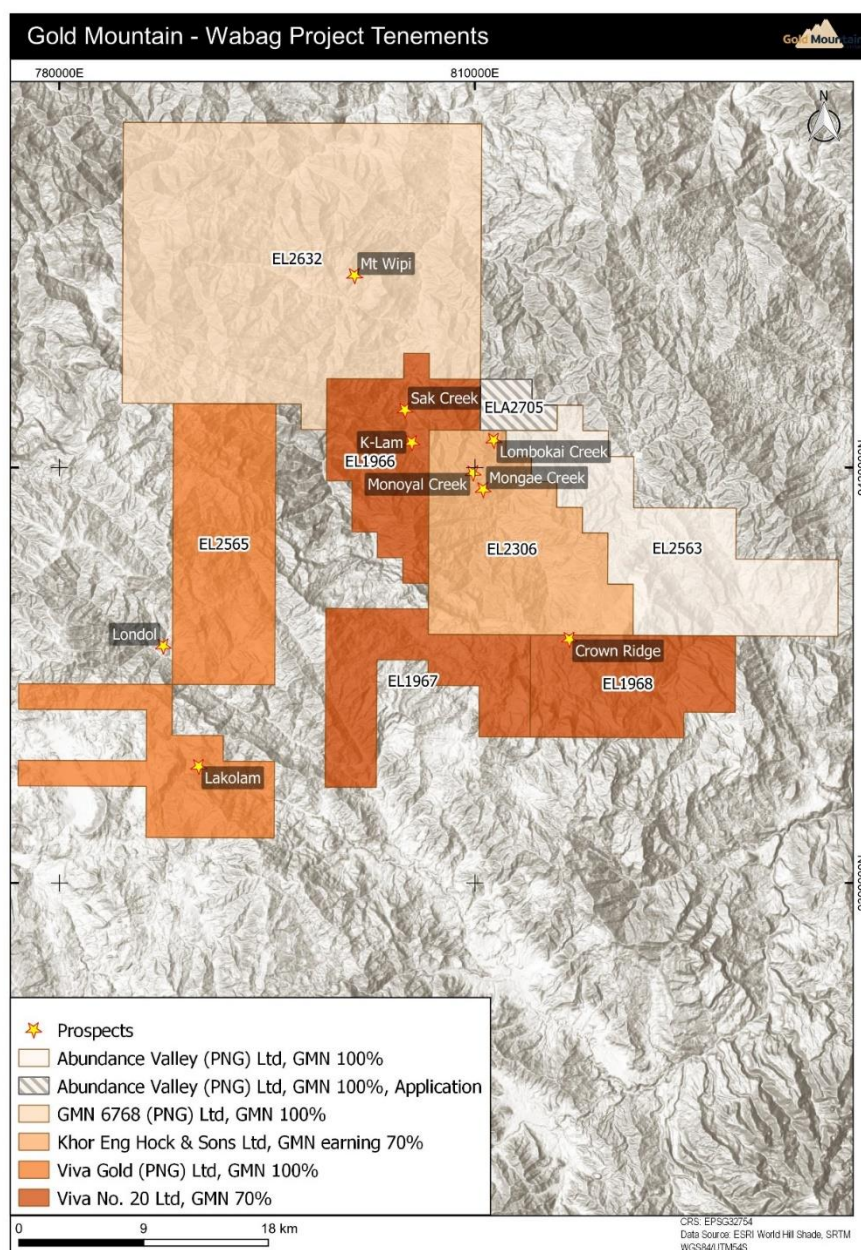 Gold Mountain - Wabag Project Tenements
Gold Mountain
780000E
810000E
N
EL2632
Mt Wipi
Sak Creek
ELA2705
K-Lam
Lombokai Creek
EL1966
Monoyal Creek
Mongae Creek
EL2565
EL2306
EL2563
Londol
Crown Ridge
EL1967
EL1968
Lakolam
Prospects
Abundance Valley (PNG) Ltd, GMN 100%
Abundance Valley (PNG) Ltd, GMN 100%, Application
GMN 6768 (PNG) Ltd, GMN 100%
Khor Eng Hock & Sons Ltd, GMN earning 70%
Viva Gold (PNG) Ltd, GMN 100%
Viva No. 20 Ltd, GMN 70%
0
9
18 km
CRS: EPSG32754
Data Source: ESRI World Hill Shade, SRTM
WGS84/UTM54S